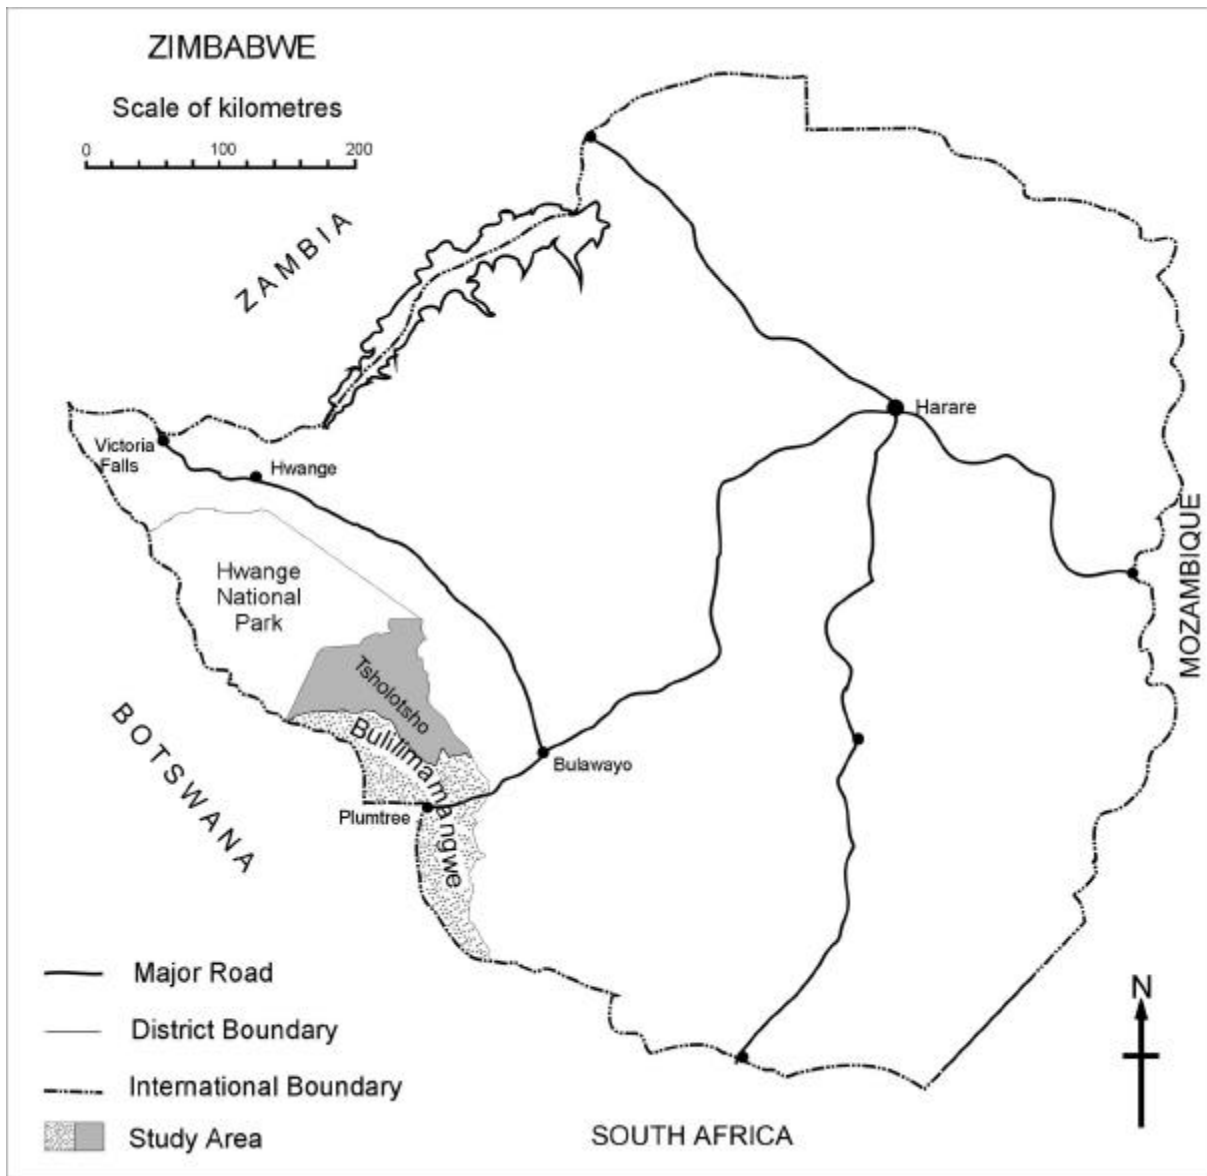 ZIMBABWE
Scale of kilometres
0 100 200
ZAMBIA
Harare
Victoria
Falls
Hwange
MOZAMBIQUE
Hwange
National
Park
Tsholotsho
BOTSWANA
Bulilimamangwe
Bulawayo
Plumtree
Major Road
District Boundary
International Boundary
Study Area
N
SOUTH AFRICA